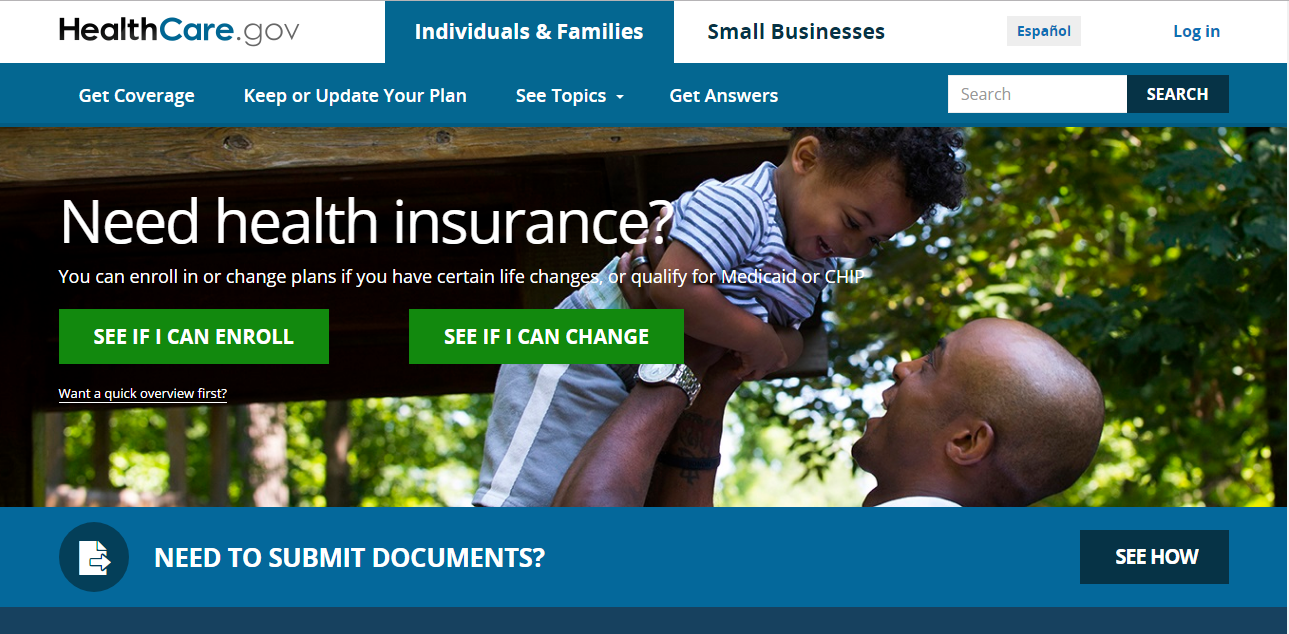 HealthCare.gov
Individuals & Families
Small Businesses
Español
Log in
Get Coverage
Keep or Update Your Plan
See Topics
Get Answers
Search
SEARCH
Need health insurance?
You can enroll in or change plans if you have certain life changes, or qualify for Medicaid or CHIP
SEE IF I CAN ENROLL
SEE IF I CAN CHANGE
Want a quick overview first?
NEED TO SUBMIT DOCUMENTS?
SEE HOW